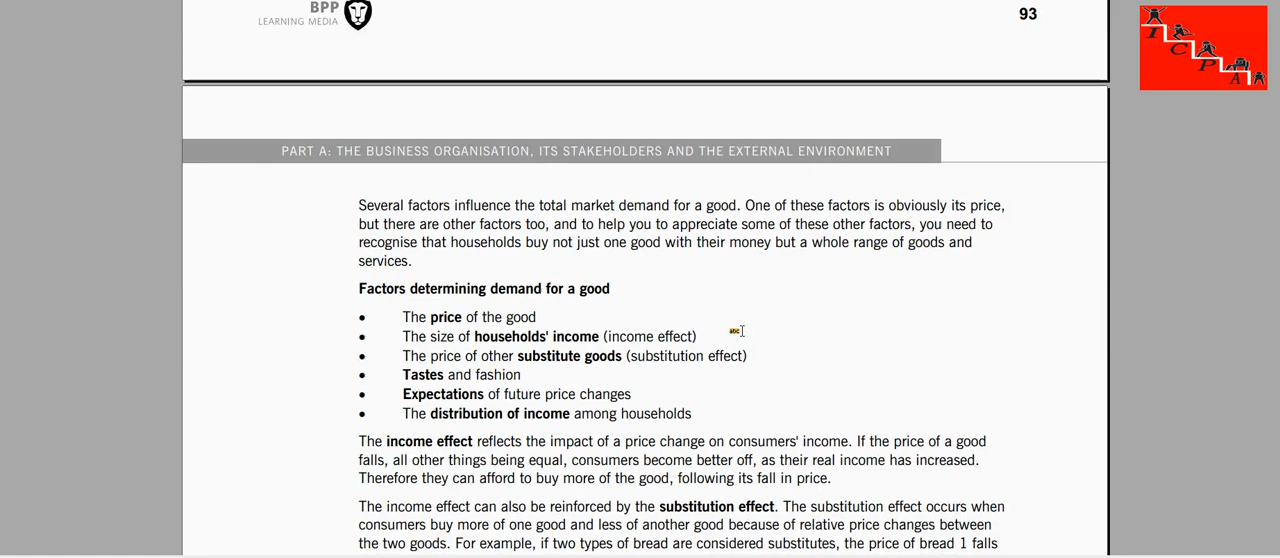 BPP
LEARNING MEDIA
93
I
C
P
A
PART A: THE BUSINESS ORGANISATION, ITS STAKEHOLDERS AND THE EXTERNAL ENVIRONMENT
Several factors influence the total market demand for a good. One of these factors is obviously its price,
but there are other factors too, and to help you to appreciate some of these other factors, you need to
recognise that households buy not just one good with their money but a whole range of goods and
services.
Factors determining demand for a good
• The price of the good
• The size of households' income (income effect)
abc
• The price of other substitute goods (substitution effect)
• Tastes and fashion
• Expectations of future price changes
• The distribution of income among households
The income effect reflects the impact of a price change on consumers' income. If the price of a good
falls, all other things being equal, consumers become better off, as their real income has increased.
Therefore they can afford to buy more of the good, following its fall in price.
The income effect can also be reinforced by the substitution effect. The substitution effect occurs when
consumers buy more of one good and less of another good because of relative price changes between
the two goods. For example, if two types of bread are considered substitutes, the price of bread 1 falls